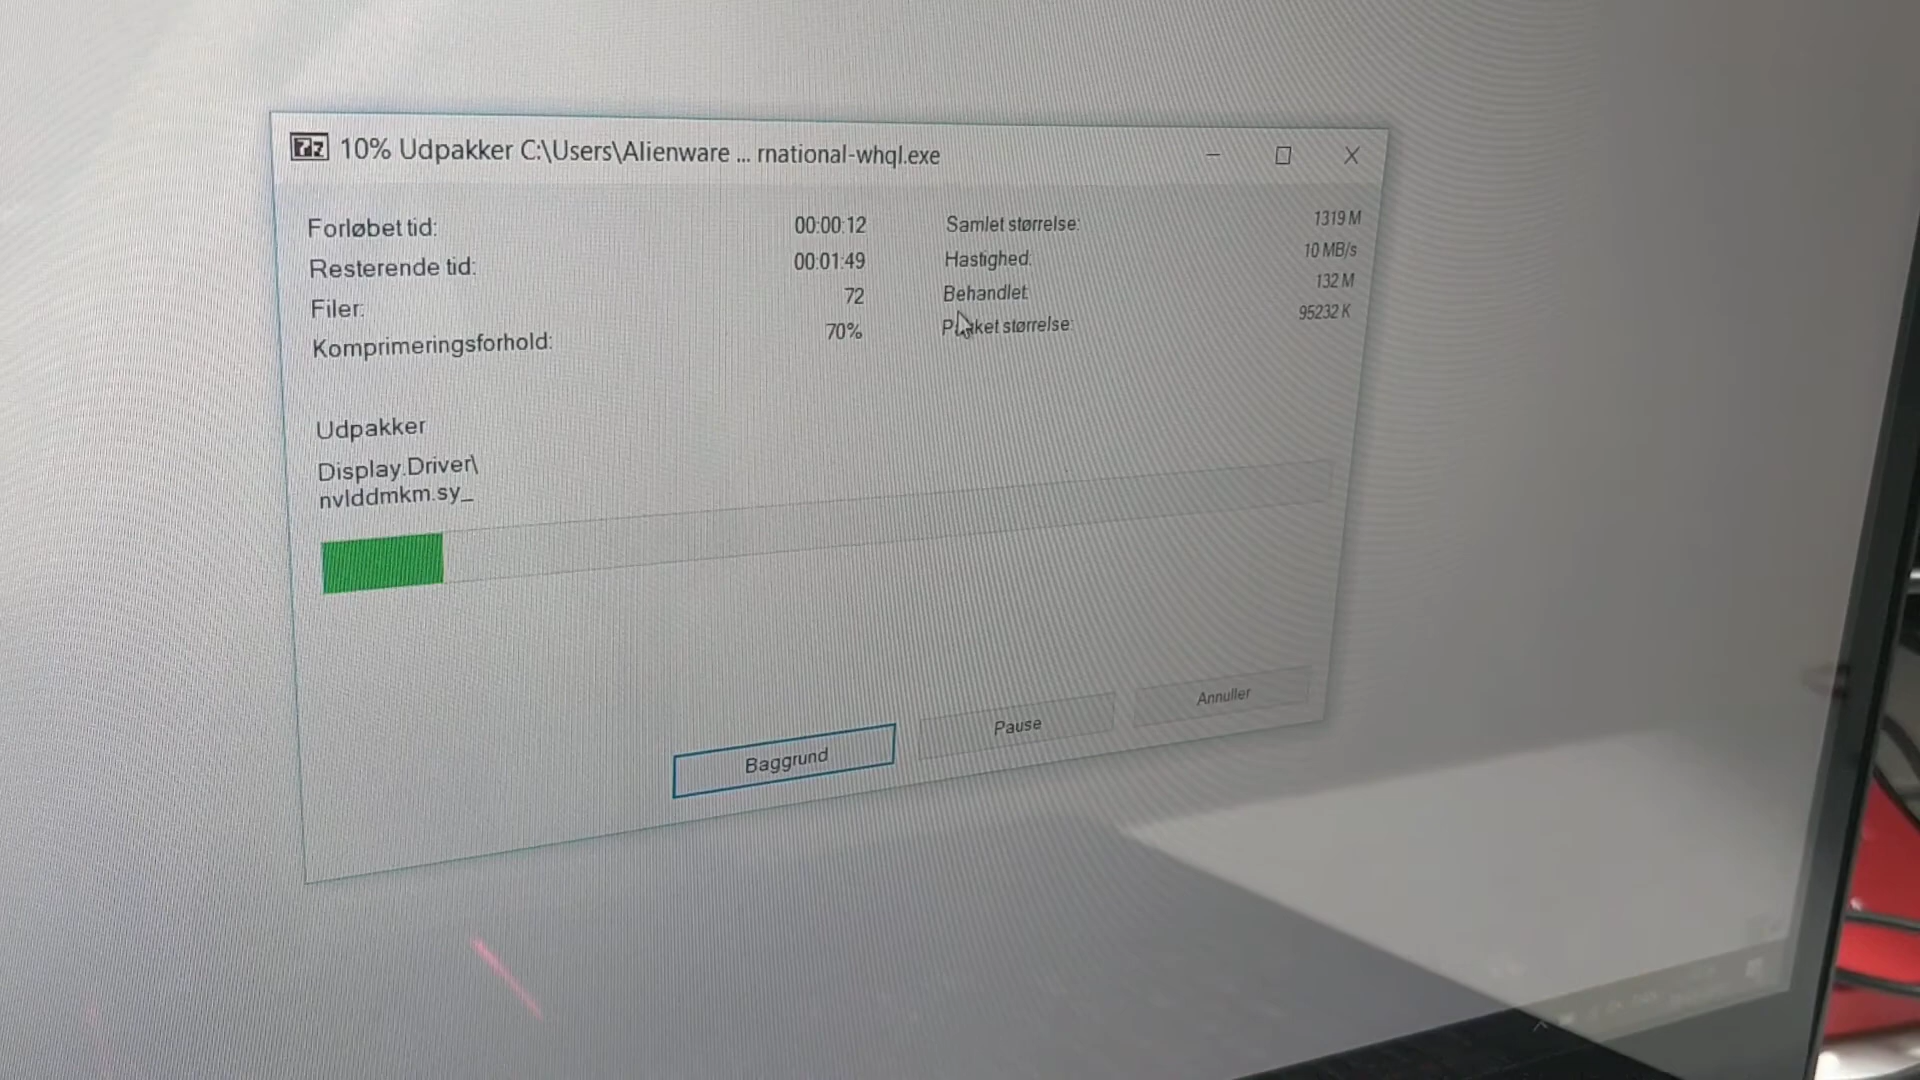 10% Udpakker C:\Users\Alienware ... rnational-whql.exe
Forløbet tid: 00:00:12
Resterende tid: 00:01:49
Filer: 72
Komprimeringsforhold: 70%
Samlet størrelse: 1319 M
Hastighed: 10 MB/s
Behandlet: 132 M
Pakket størrelse: 95232 K
Udpakker
Display.Driver\
nvlddmkm.sy_
Baggrund
Pause
Annuller